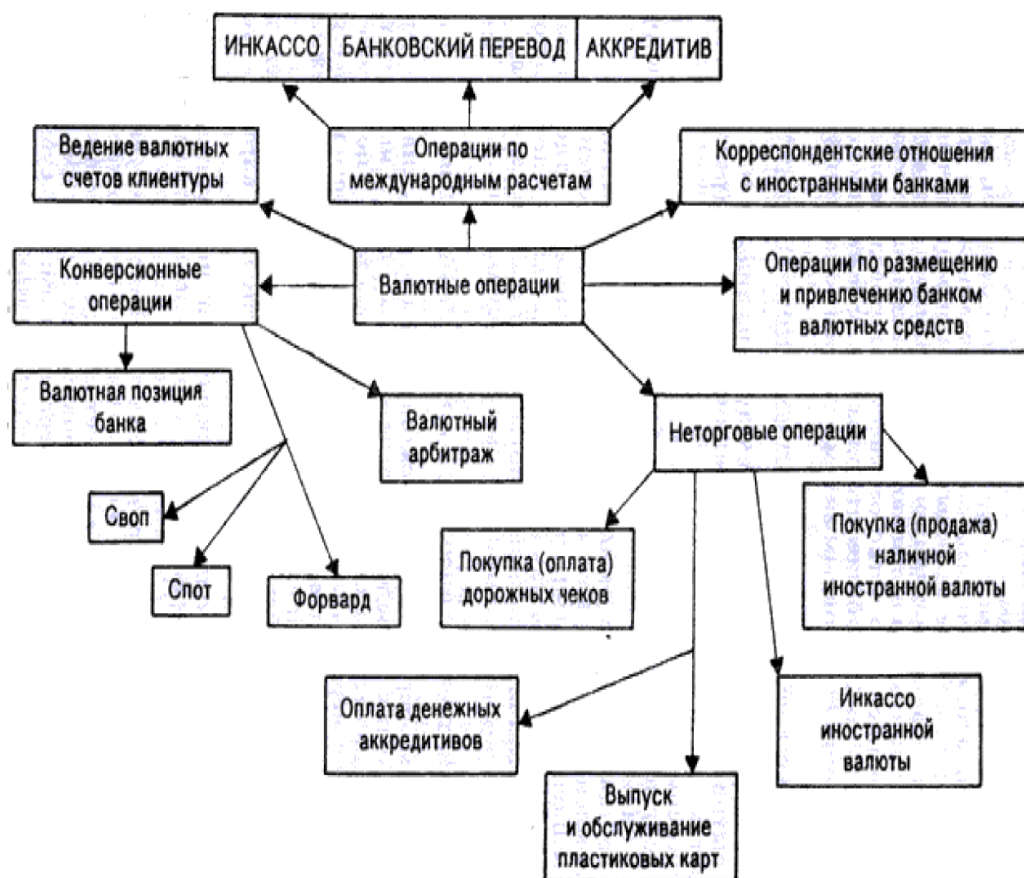 ИНКАССО
БАНКОВСКИЙ ПЕРЕВОД
АККРЕДИТИВ
Ведение валютных
счетов клиентуры
Операции по
международным расчетам
Корреспондентские отношения
с иностранными банками
Конверсионные
операции
Валютные операции
Операции по размещению
и привлечению банком
валютных средств
Валютная позиция
банка
Валютный
арбитраж
Неторговые операции
Своп
Спот
Форвард
Покупка (оплата)
дорожных чеков
Покупка (продажа)
наличной
иностранной валюты
Оплата денежных
аккредитивов
Инкассо
иностранной
валюты
Выпуск
и обслуживание
пластиковых карт